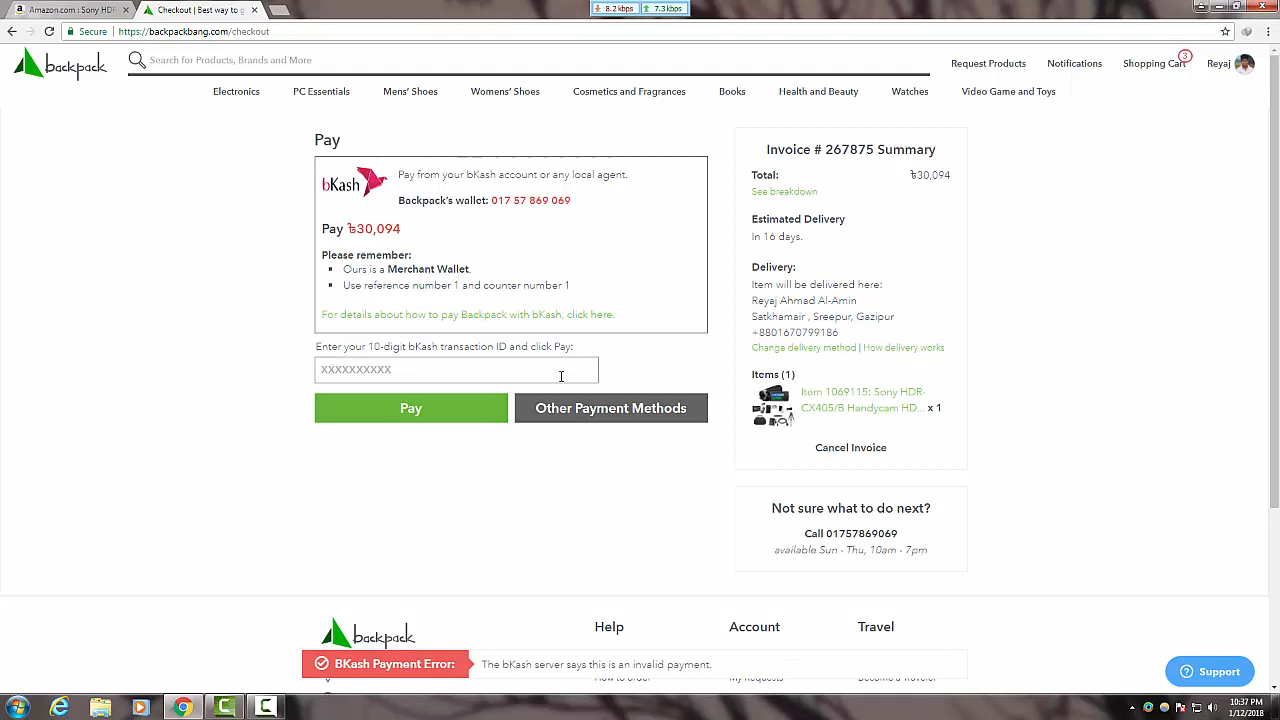 Amazon.com : Sony HDR
Checkout | Best way to g
8.2 kbps
7.3 kbps
Secure
https://backpackbang.com/checkout
backpack
Search for Products, Brands and More
Request Products
Notifications
Shopping Cart
3
Reyaj
Electronics
PC Essentials
Mens' Shoes
Womens' Shoes
Cosmetics and Fragrances
Books
Health and Beauty
Watches
Video Game and Toys
Pay
bKash
Pay from your bKash account or any local agent.
Backpack's wallet: 017 57 869 069
Pay ৳30,094
Please remember:
Ours is a Merchant Wallet.
Use reference number 1 and counter number 1
For details about how to pay Backpack with bKash, click here.
Enter your 10-digit bKash transaction ID and click Pay:
XXXXXXXXXX
Pay
Other Payment Methods
Invoice # 267875 Summary
Total: ৳30,094
See breakdown
Estimated Delivery
In 16 days.
Delivery:
Item will be delivered here:
Reyaj Ahmad Al-Amin
Satkhamair , Sreepur, Gazipur
+8801670799186
Change delivery method | How delivery works
Items (1)
Item 1069115: Sony HDR-
CX405/B Handycam HD... x 1
Cancel Invoice
Not sure what to do next?
Call 01757869069
available Sun - Thu, 10am - 7pm
backpack
Help
Account
Travel
BKash Payment Error:
The bKash server says this is an invalid payment.
Support
10:37 PM
1/12/2018